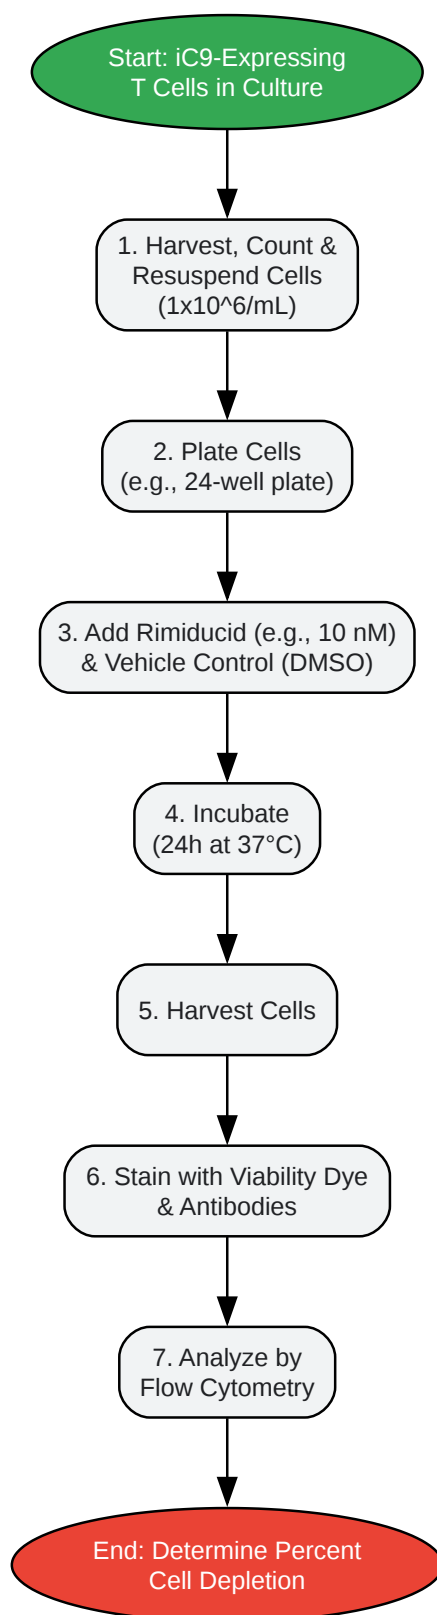 Start: iC9-Expressing
T Cells in Culture
1. Harvest, Count &
Resuspend Cells
(1x10^6/mL)
2. Plate Cells
(e.g., 24-well plate)
3. Add Rimiducid (e.g., 10 nM)
& Vehicle Control (DMSO)
4. Incubate
(24h at 37°C)
5. Harvest Cells
6. Stain with Viability Dye
& Antibodies
7. Analyze by
Flow Cytometry
End: Determine Percent
Cell Depletion